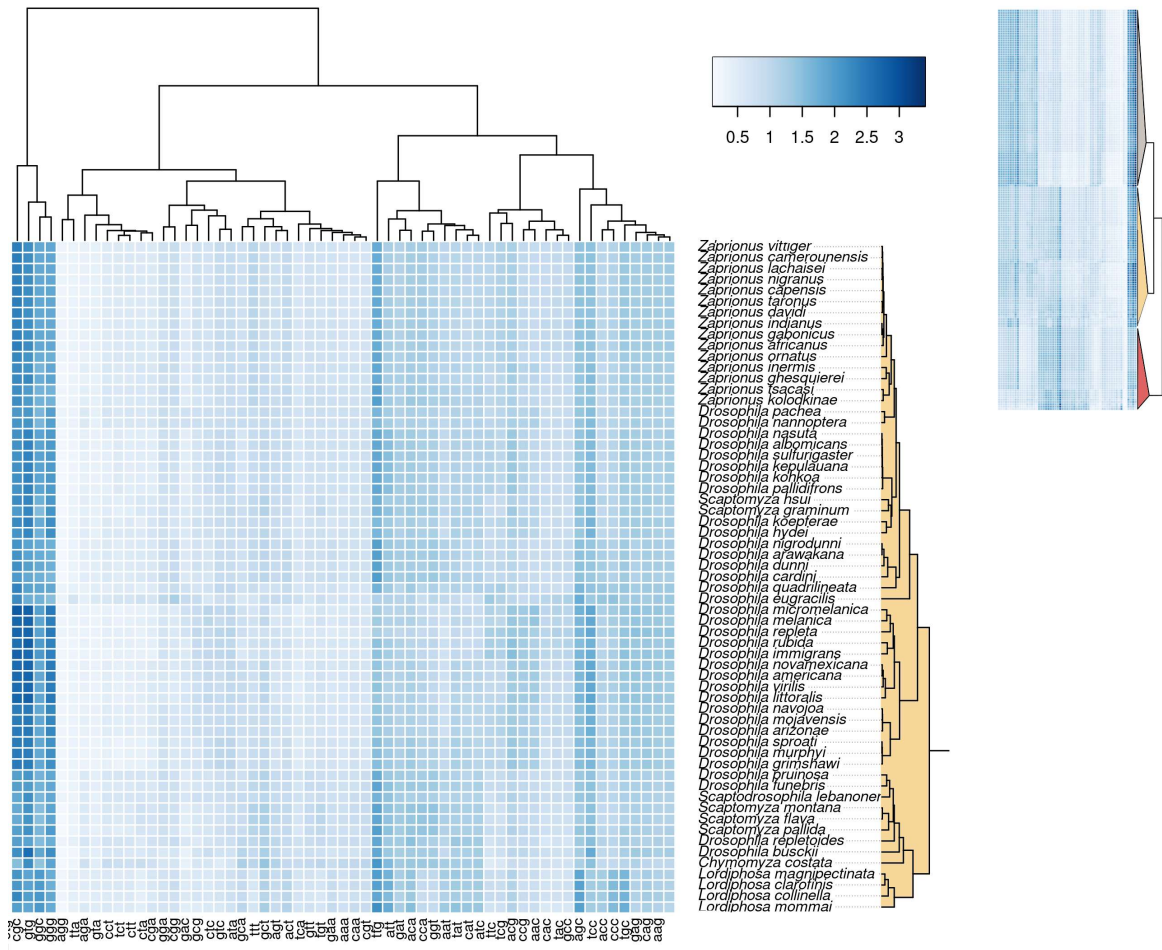 0.5 1 1.5 2 2.5 3
Zaprionus vittiger
Zaprionus camerounensis
Zaprionus lachaisei
Zaprionus nigranus
Zaprionus capensis
Zaprionus taronus
Zaprionus davidi
Zaprionus indianus
Zaprionus gabonicus
Zaprionus africanus
Zaprionus ornatus
Zaprionus inermis
Zaprionus ghesquierei
Zaprionus tsacasi
Zaprionus kolodkinae
Drosophila pachea
Drosophila nannoptera
Drosophila nasuta
Drosophila albomicans
Drosophila sulfurigaster
Drosophila kepulauana
Drosophila kohkoa
Drosophila pallidifrons
Scaptomyza hsui
Scaptomyza graminum
Drosophila koepferae
Drosophila hydei
Drosophila nigrodunni
Drosophila arawakana
Drosophila dunni
Drosophila cardini
Drosophila quadrilineata
Drosophila eugracilis
Drosophila micromelanica
Drosophila melanica
Drosophila repleta
Drosophila rubida
Drosophila immigrans
Drosophila novamexicana
Drosophila americana
Drosophila virilis
Drosophila littoralis
Drosophila navojoa
Drosophila mojavensis
Drosophila arizonae
Drosophila sproati
Drosophila murphyi
Drosophila grimshawi
Drosophila pruinosa
Drosophila funebris
Scaptodrosophila lebanoner
Scaptomyza montana
Scaptomyza flava
Scaptomyza pallida
Drosophila repletoides
Drosophila busckii
Chymomyza costata
Lordiphosa magnipectinata
Lordiphosa clarofinis
Lordiphosa collinella
Lordiphosa mommai
cgc gtg ggc ggg agg tta aga gta cct tct ctt cta cga gga cgg gac gcg ctc gtc ata gca ttt gct agt act tca gtt tgt gaa aaa caa cgt ttg att gat aca cca ggt aat tat cat atc ttc tcg acg ccg aac cac tac gcc agc tcc acc ccc tgc gag cag aag